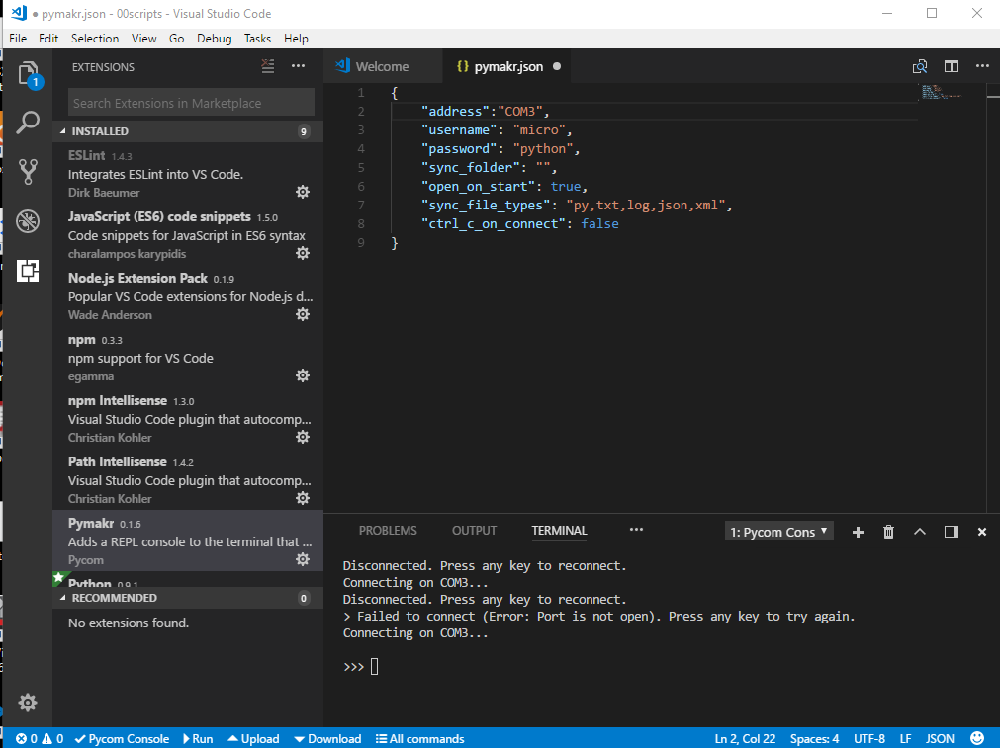 ● pymakr.json - 00scripts - Visual Studio Code
File Edit Selection View Go Debug Tasks Help
1
EXTENSIONS
Search Extensions in Marketplace
INSTALLED 9
ESLint 1.4.3
Integrates ESLint into VS Code.
Dirk Baeumer
JavaScript (ES6) code snippets 1.5.0
Code snippets for JavaScript in ES6 syntax
charalampos karypidis
Node.js Extension Pack 0.1.9
Popular VS Code extensions for Node.js d...
Wade Anderson
npm 0.3.3
npm support for VS Code
egamma
npm Intellisense 1.3.0
Visual Studio Code plugin that autocomp...
Christian Kohler
Path Intellisense 1.4.2
Visual Studio Code plugin that autocomp...
Christian Kohler
Pymakr 0.1.6
Adds a REPL console to the terminal that ...
Pycom
Python 0.9.1
RECOMMENDED 0
No extensions found.
Welcome {} pymakr.json ●
1 {
2 "address":"COM3",
3 "username": "micro",
4 "password": "python",
5 "sync_folder": "",
6 "open_on_start": true,
7 "sync_file_types": "py,txt,log,json,xml",
8 "ctrl_c_on_connect": false
9 }
PROBLEMS OUTPUT TERMINAL ··· 1: Pycom Cons
Disconnected. Press any key to reconnect.
Connecting on COM3...
Disconnected. Press any key to reconnect.
> Failed to connect (Error: Port is not open). Press any key to try again.
Connecting on COM3...
>>>
0 0 Pycom Console Run Upload Download All commands Ln 2, Col 22 Spaces: 4 UTF-8 LF JSON